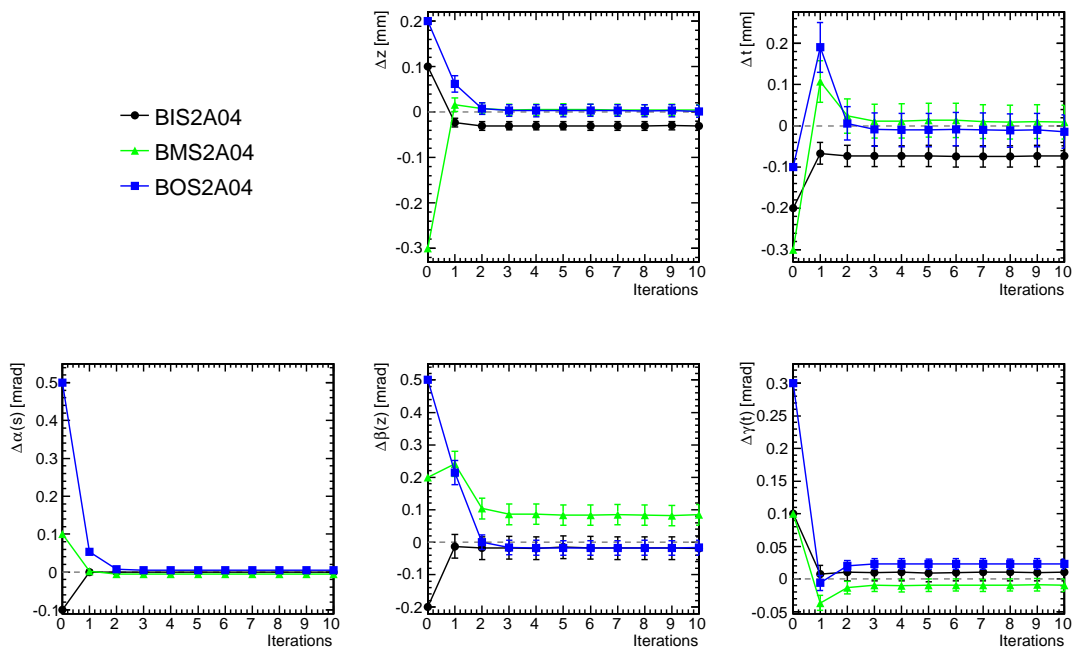 BIS2A04
BMS2A04
BOS2A04
Δz [mm]
0.2
0.1
0
-0.1
-0.2
-0.3
0 1 2 3 4 5 6 7 8 9 10
Iterations
Δt [mm]
0.2
0.1
0
-0.1
-0.2
-0.3
0 1 2 3 4 5 6 7 8 9 10
Iterations
Δα(s) [mrad]
0.5
0.4
0.3
0.2
0.1
0
-0.1
0 1 2 3 4 5 6 7 8 9 10
Iterations
Δβ(z) [mrad]
0.5
0.4
0.3
0.2
0.1
0
-0.1
-0.2
0 1 2 3 4 5 6 7 8 9 10
Iterations
Δγ(t) [mrad]
0.3
0.25
0.2
0.15
0.1
0.05
0
-0.05
0 1 2 3 4 5 6 7 8 9 10
Iterations